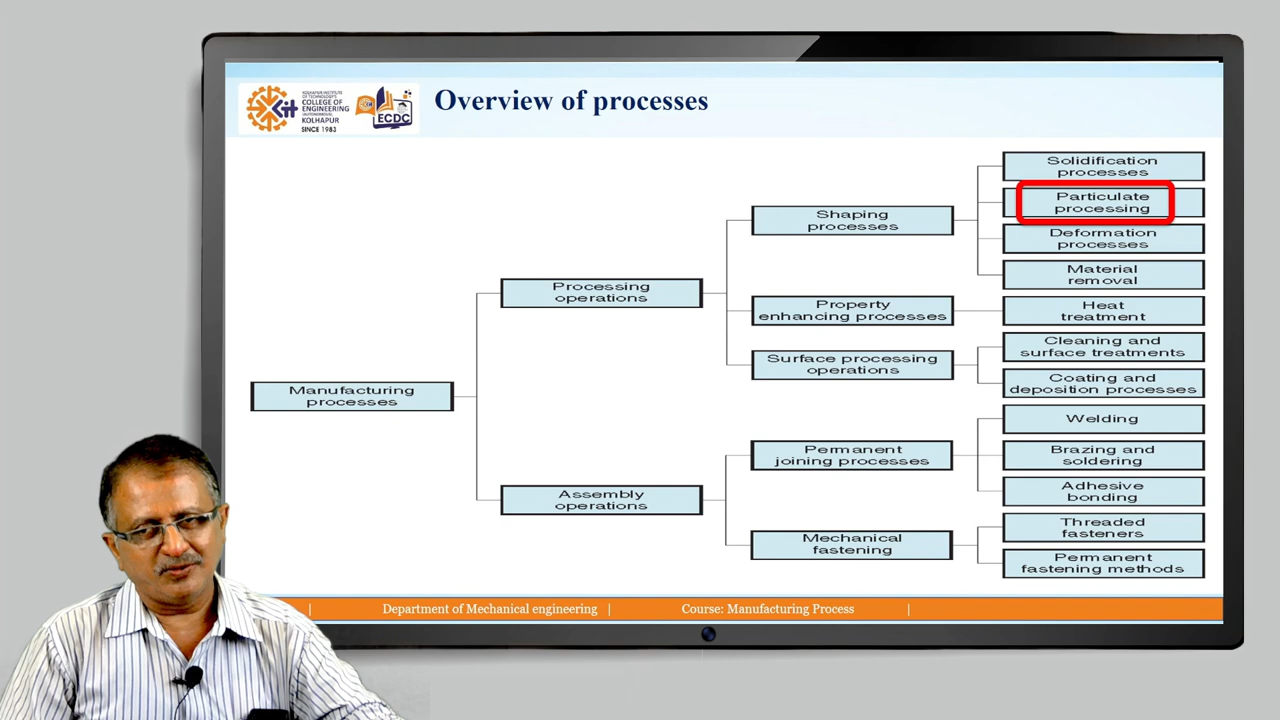 KOLHAPUR INSTITUTE
OF TECHNOLOGY'S
COLLEGE OF
ENGINEERING
(AUTONOMOUS),
KOLHAPUR
SINCE 1983
ECDC
Overview of processes
Solidification
processes
Particulate
processing
Shaping
processes
Deformation
processes
Material
removal
Processing
operations
Property
enhancing processes
Heat
treatment
Cleaning and
surface treatments
Surface processing
operations
Coating and
deposition processes
Manufacturing
processes
Welding
Permanent
joining processes
Brazing and
soldering
Assembly
operations
Adhesive
bonding
Threaded
fasteners
Mechanical
fastening
Permanent
fastening methods
| Department of Mechanical engineering | Course: Manufacturing Process |